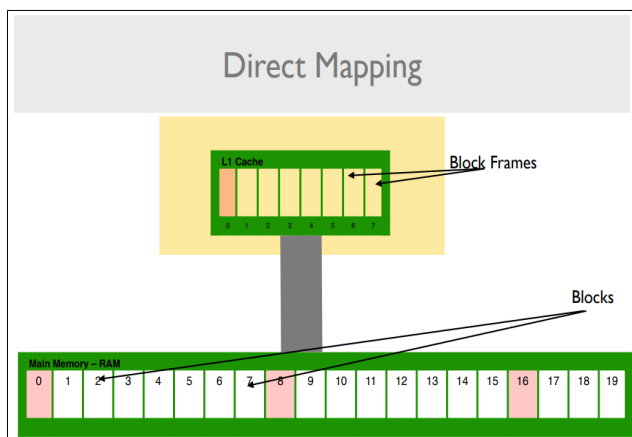 Direct Mapping
L1 Cache
Block Frames
0 1 2 3 4 5 6 7
Blocks
Main Memory – RAM
0 1 2 3 4 5 6 7 8 9 10 11 12 13 14 15 16 17 18 19